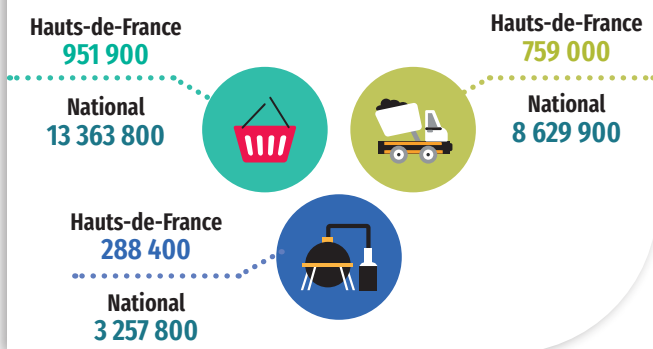 Hauts-de-France
951 900
National
13 363 800
Hauts-de-France
759 000
National
8 629 900
Hauts-de-France
288 400
National
3 257 800